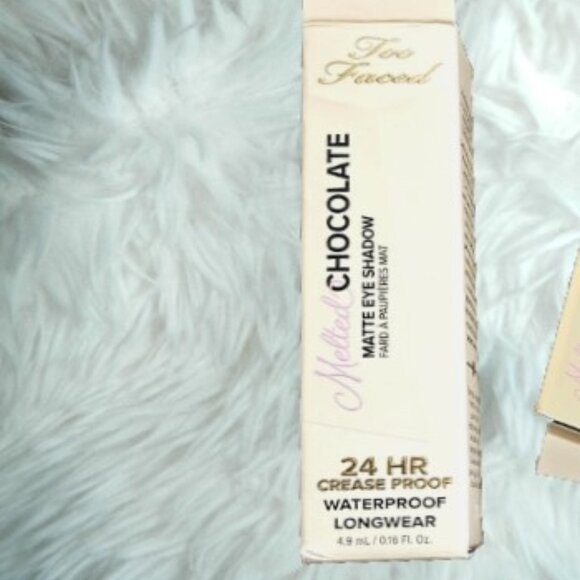 Too
Faced
Melted CHOCOLATE
MATTE EYE SHADOW
FARD À PAUPIÈRES MAT
24 HR
CREASE PROOF
WATERPROOF
LONGWEAR
4.9 mL / 0.16 Fl. Oz.